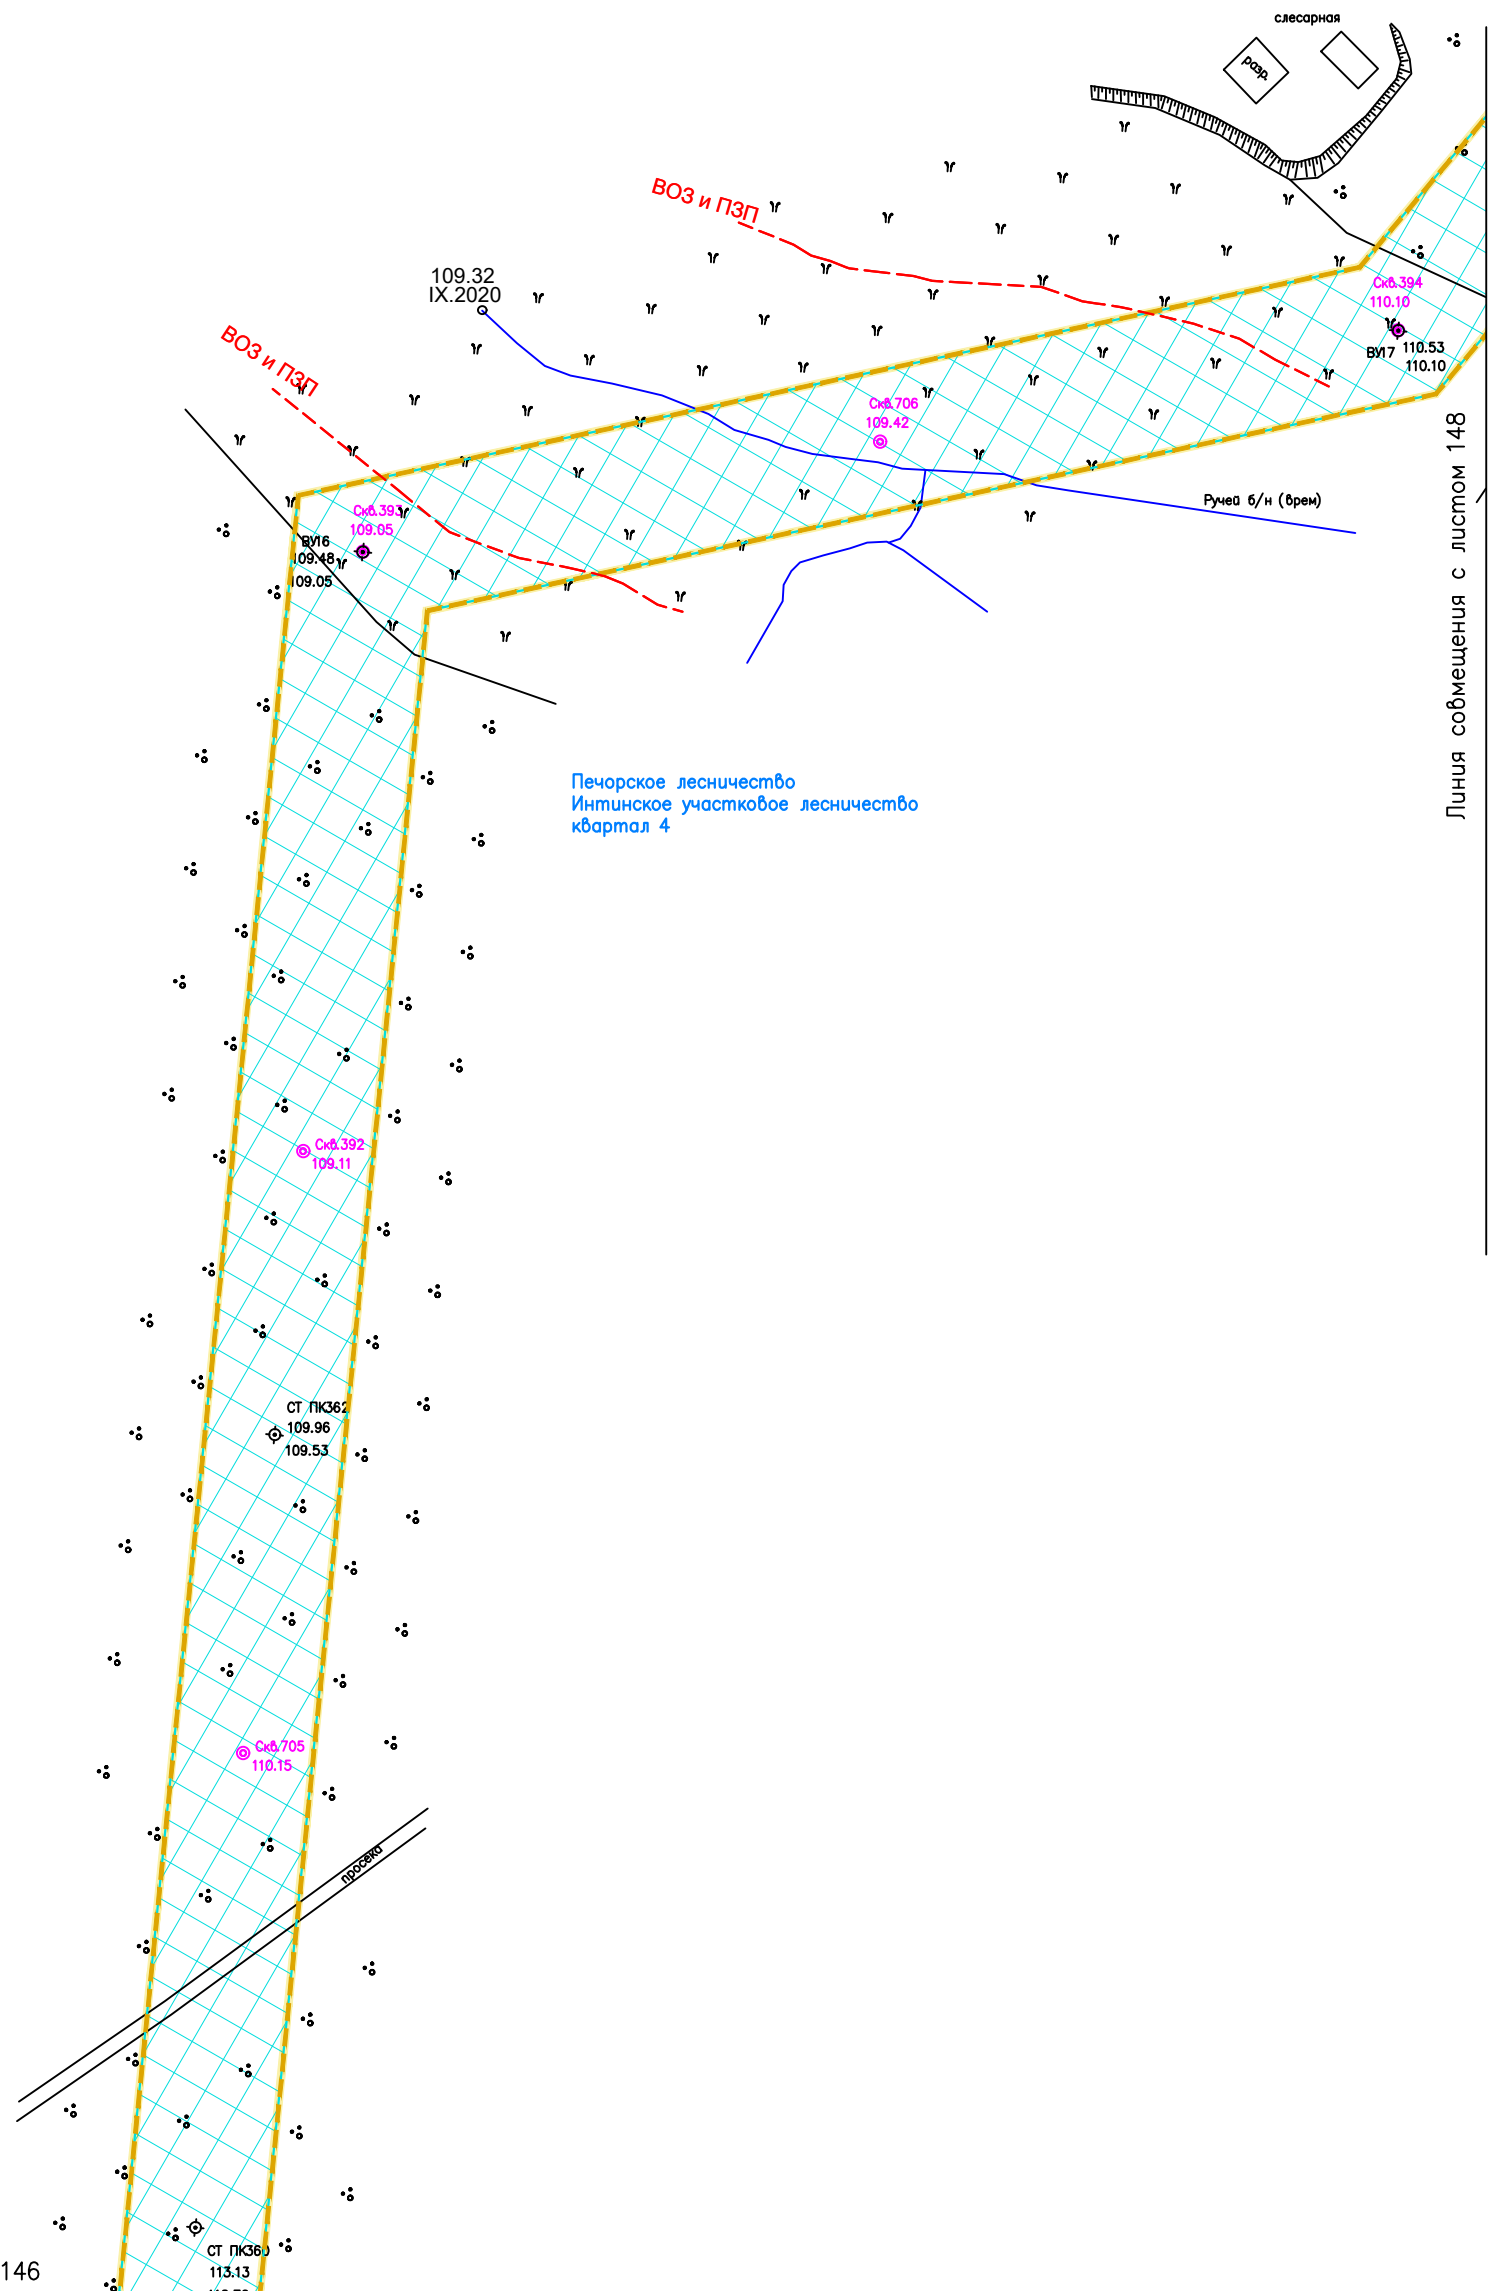 слесарная
разр.
ВОЗ и ПЗП
109.32
IX.2020
ВОЗ и ПЗП
Скв.394
110.10
ВУ17 110.53
110.10
Скв.706
109.42
Линия совмещения с листом 148
Ручей б/н (врем)
Скв.393
109.05
ВУ16
109.48
109.05
Печорское лесничество
Интинское участковое лесничество
квартал 4
Скв.392
109.11
СТ ПК362
109.96
109.53
Скв.705
110.15
просека
СТ ПК360
113.13
146